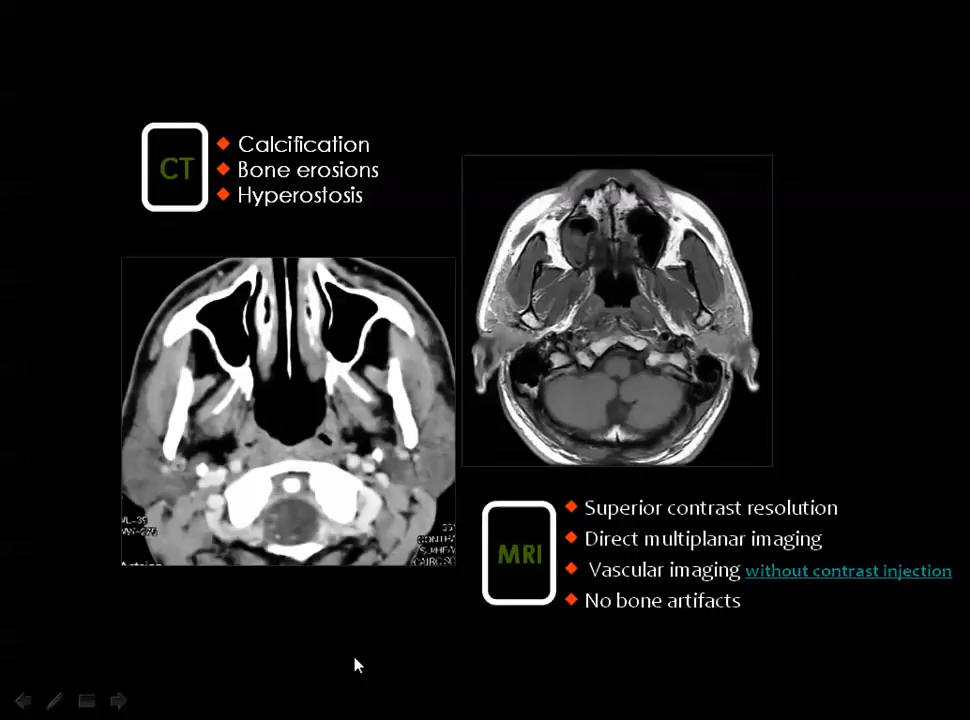 CT
Calcification
Bone erosions
Hyperostosis
MRI
Superior contrast resolution
Direct multiplanar imaging
Vascular imaging without contrast injection
No bone artifacts